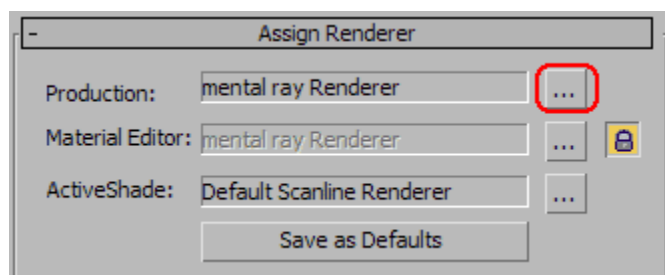 - Assign Renderer
Production: mental ray Renderer ...
Material Editor: mental ray Renderer ...
ActiveShade: Default Scanline Renderer ...
Save as Defaults